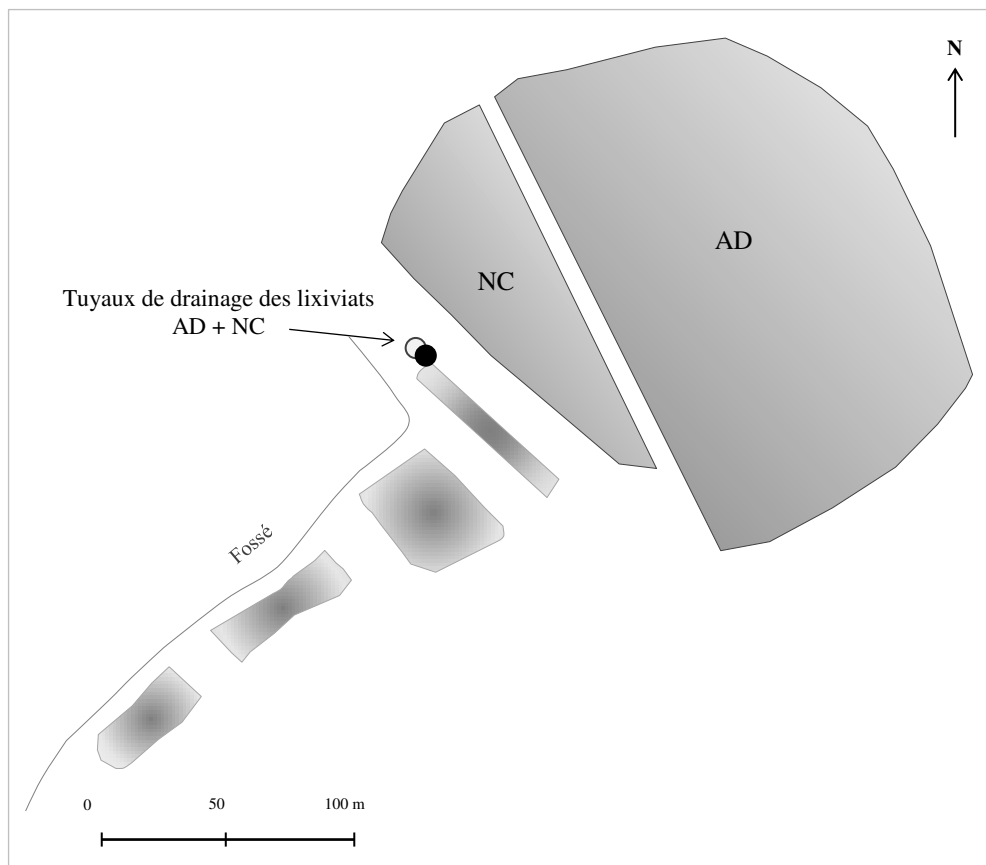 N
AD
NC
Tuyaux de drainage des lixiviats
AD + NC
Fossé
0 50 100 m